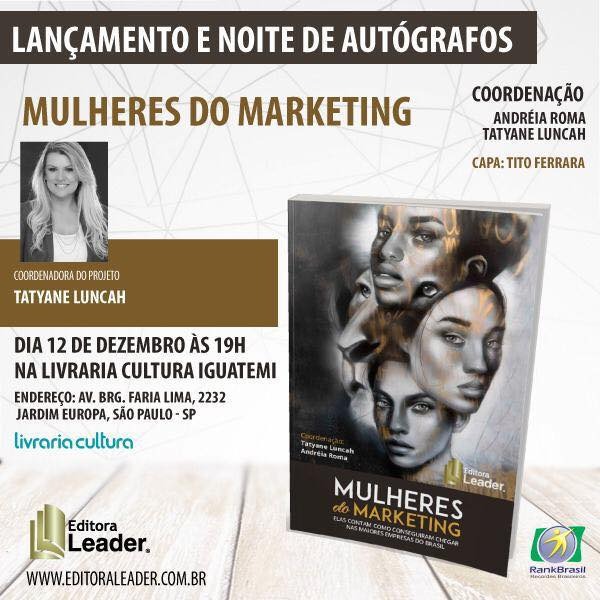 LANÇAMENTO E NOITE DE AUTÓGRAFOS
MULHERES DO MARKETING
COORDENAÇÃO
ANDRÉIA ROMA
TATYANE LUNCAH
CAPA: TITO FERRARA
COORDENADORA DO PROJETO
TATYANE LUNCAH
DIA 12 DE DEZEMBRO ÀS 19H
NA LIVRARIA CULTURA IGUATEMI
ENDEREÇO: AV. BRG. FARIA LIMA, 2232
JARDIM EUROPA, SÃO PAULO - SP
livraria cultura
Editora
Leader.
WWW.EDITORALEADER.COM.BR
Coordenação:
Tatyane Luncah
Andréia Roma
Editora
Leader.
MULHERES
do MARKETING
ELAS CONTAM COMO CONSEGUIRAM CHEGAR
NAS MAIORES EMPRESAS DO BRASIL
RankBrasil
Recordes Brasileiros